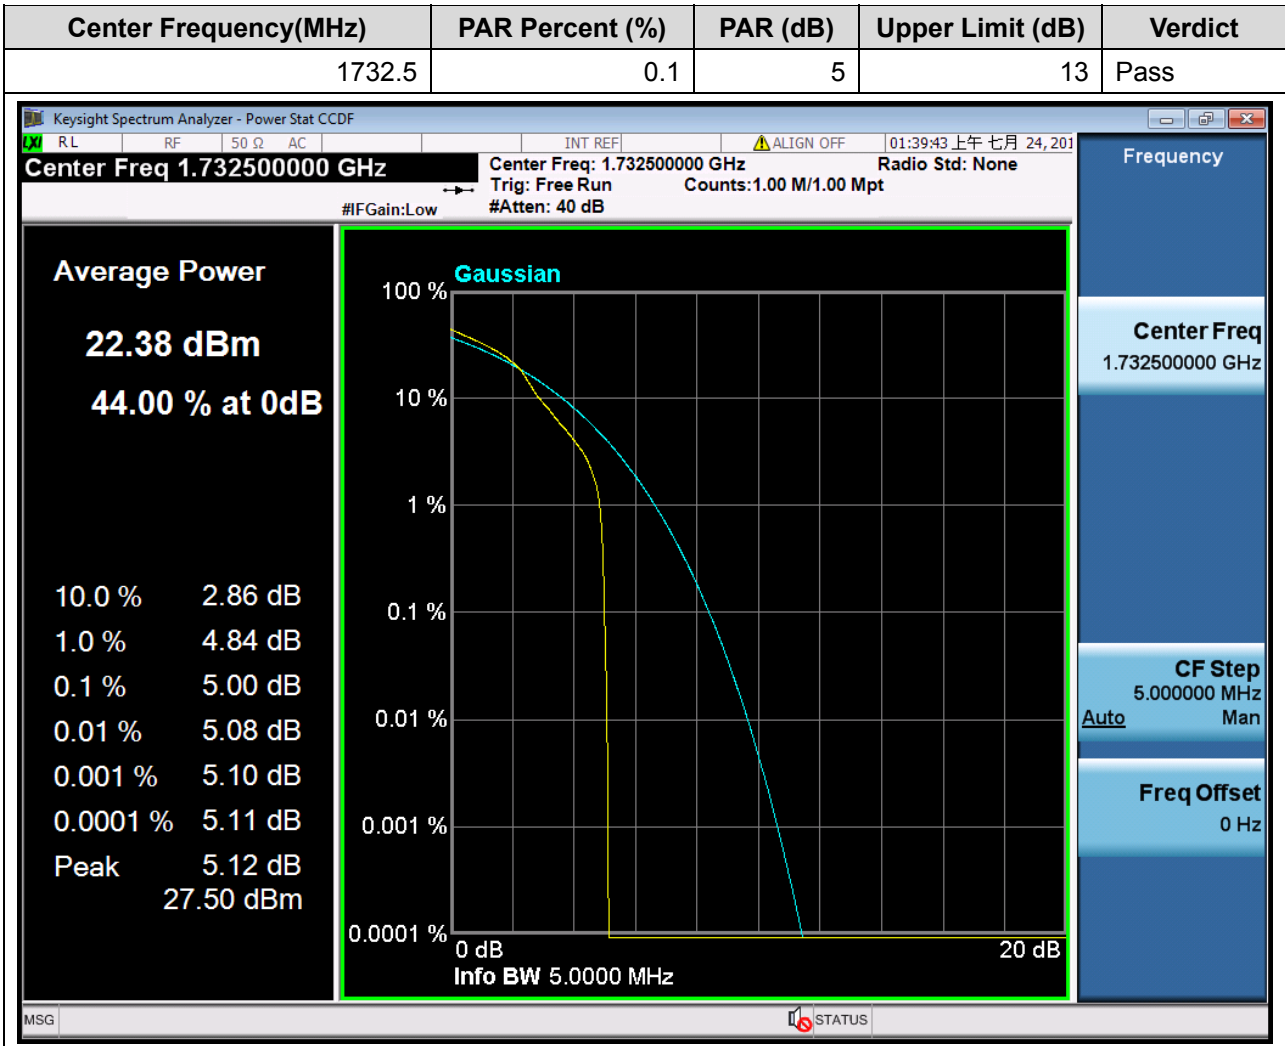 Center Frequency(MHz) PAR Percent (%) PAR (dB) Upper Limit (dB) Verdict
1732.5 0.1 5 13 Pass
Keysight Spectrum Analyzer - Power Stat CCDF
LXI RL RF 50 Ω AC INT REF ALIGN OFF 01:39:43 上午 七月 24, 201
Center Freq 1.732500000 GHz
Center Freq: 1.732500000 GHz Radio Std: None
Trig: Free Run Counts:1.00 M/1.00 Mpt
#IFGain:Low #Atten: 40 dB
Frequency
Average Power
22.38 dBm
44.00 % at 0dB
10.0 % 2.86 dB
1.0 % 4.84 dB
0.1 % 5.00 dB
0.01 % 5.08 dB
0.001 % 5.10 dB
0.0001 % 5.11 dB
Peak 5.12 dB
27.50 dBm
Gaussian
100 %
10 %
1 %
0.1 %
0.01 %
0.001 %
0.0001 %
0 dB 20 dB
Info BW 5.0000 MHz
Center Freq
1.732500000 GHz
CF Step
5.000000 MHz
Auto Man
Freq Offset
0 Hz
MSG STATUS